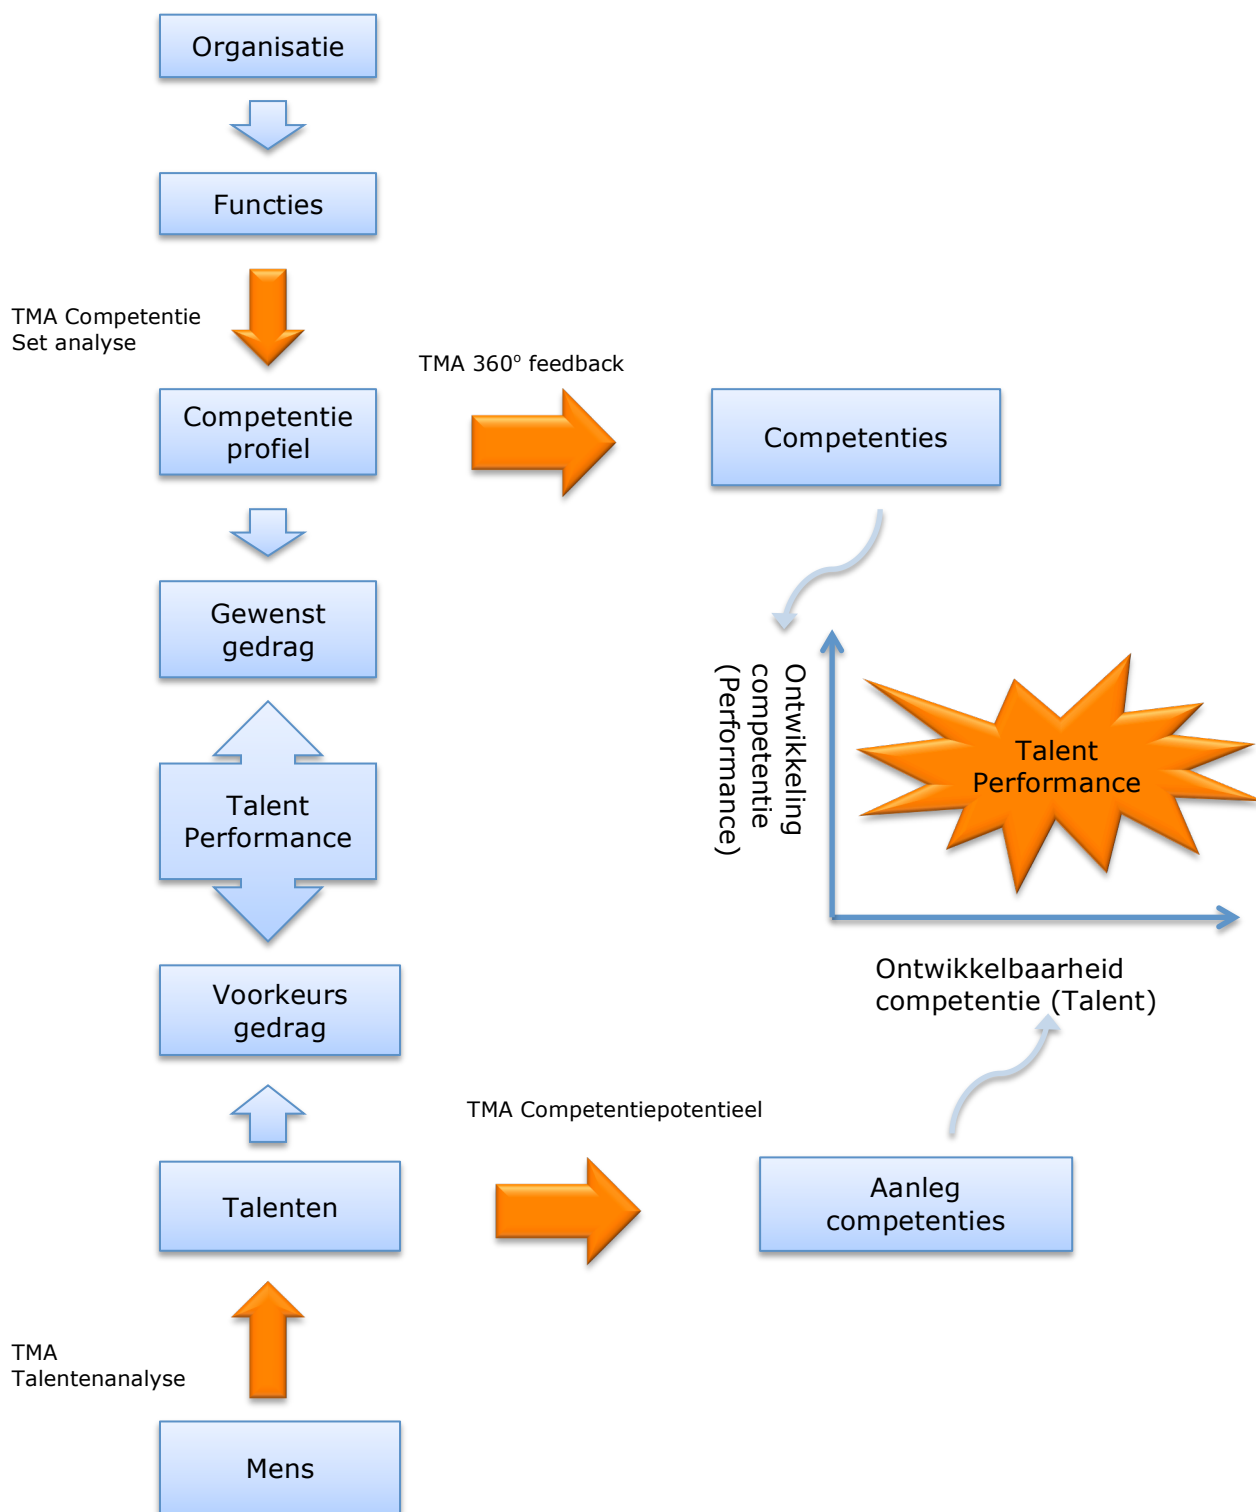 Organisatie
Functies
TMA Competentie
Set analyse
TMA 360° feedback
Competentie
profiel
Competenties
Gewenst
gedrag
Ontwikkeling
competentie
(Performance)
Talent
Performance
Talent
Performance
Voorkeurs
gedrag
Ontwikkelbaarheid
competentie (Talent)
TMA Competentiepotentieel
Talenten
Aanleg
competenties
TMA
Talentenanalyse
Mens